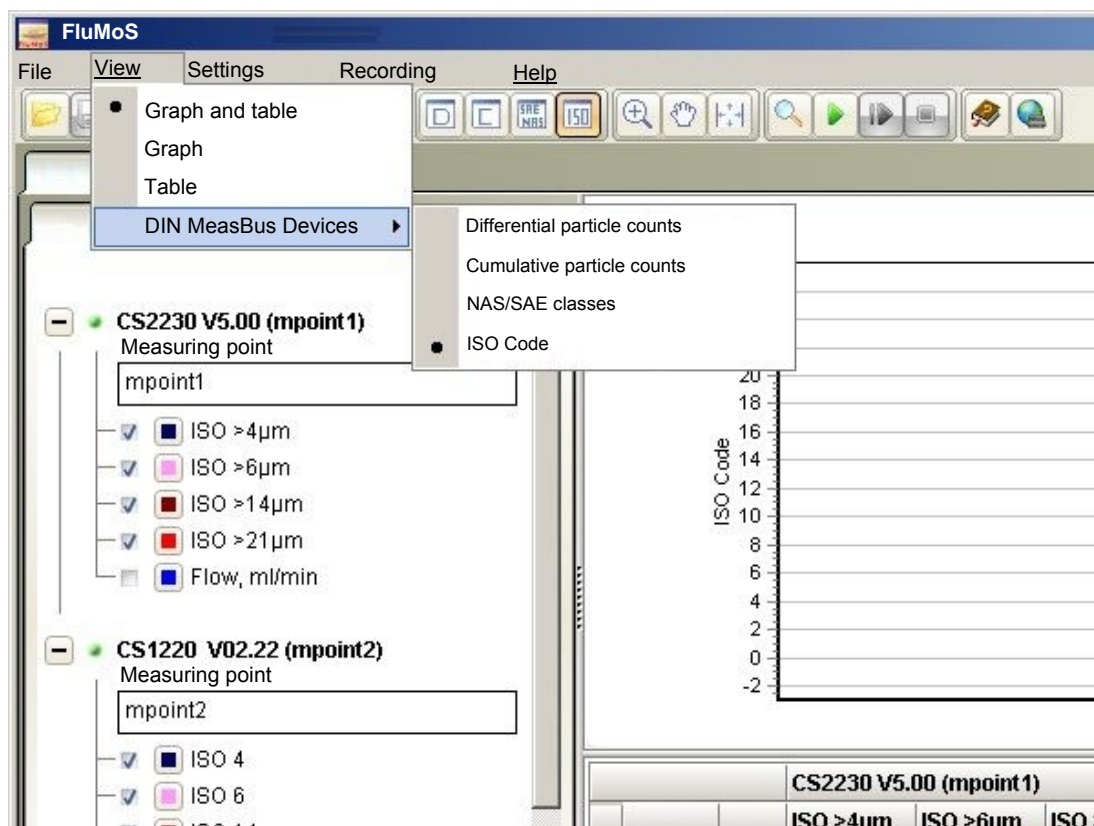 FluMoS
File View Settings Recording Help
D C SAE NAS ISO
Graph and table
Graph
Table
DIN MeasBus Devices
Differential particle counts
Cumulative particle counts
NAS/SAE classes
ISO Code
CS2230 V5.00 (mpoint1)
Measuring point
mpoint1
ISO >4µm
ISO >6µm
ISO >14µm
ISO >21µm
Flow, ml/min
CS1220 V02.22 (mpoint2)
Measuring point
mpoint2
ISO 4
ISO 6
ISO Code
20
18
16
14
12
10
8
6
4
2
0
-2
CS2230 V5.00 (mpoint1)
ISO >4µm ISO >6µm ISO